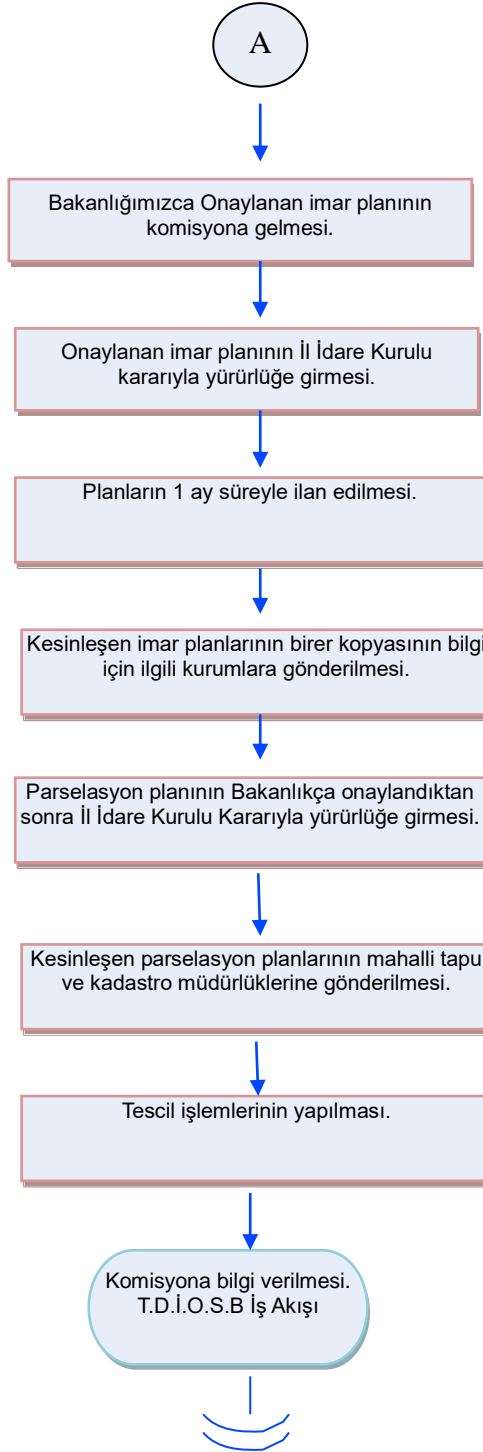 A
Bakanlığımızca Onaylanan imar planının
komisyona gelmesi.
Onaylanan imar planının İl İdare Kurulu
kararıyla yürürlüğe girmesi.
Planların 1 ay süreyle ilan edilmesi.
Kesinleşen imar planlarının birer kopyasının bilgi
için ilgili kurumlara gönderilmesi.
Parselasyon planının Bakanlıkça onaylandıktan
sonra İl İdare Kurulu Kararıyla yürürlüğe girmesi.
Kesinleşen parselasyon planlarının mahalli tapu
ve kadastro müdürlüklerine gönderilmesi.
Tescil işlemlerinin yapılması.
Komisyona bilgi verilmesi.
T.D.İ.O.S.B İş Akışı